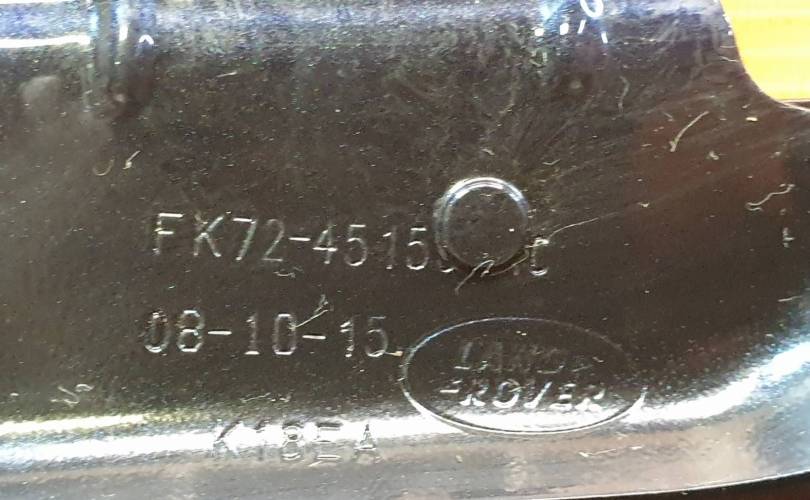 FK72-4515
08-10-15
LAND-
-ROVER
K18EA